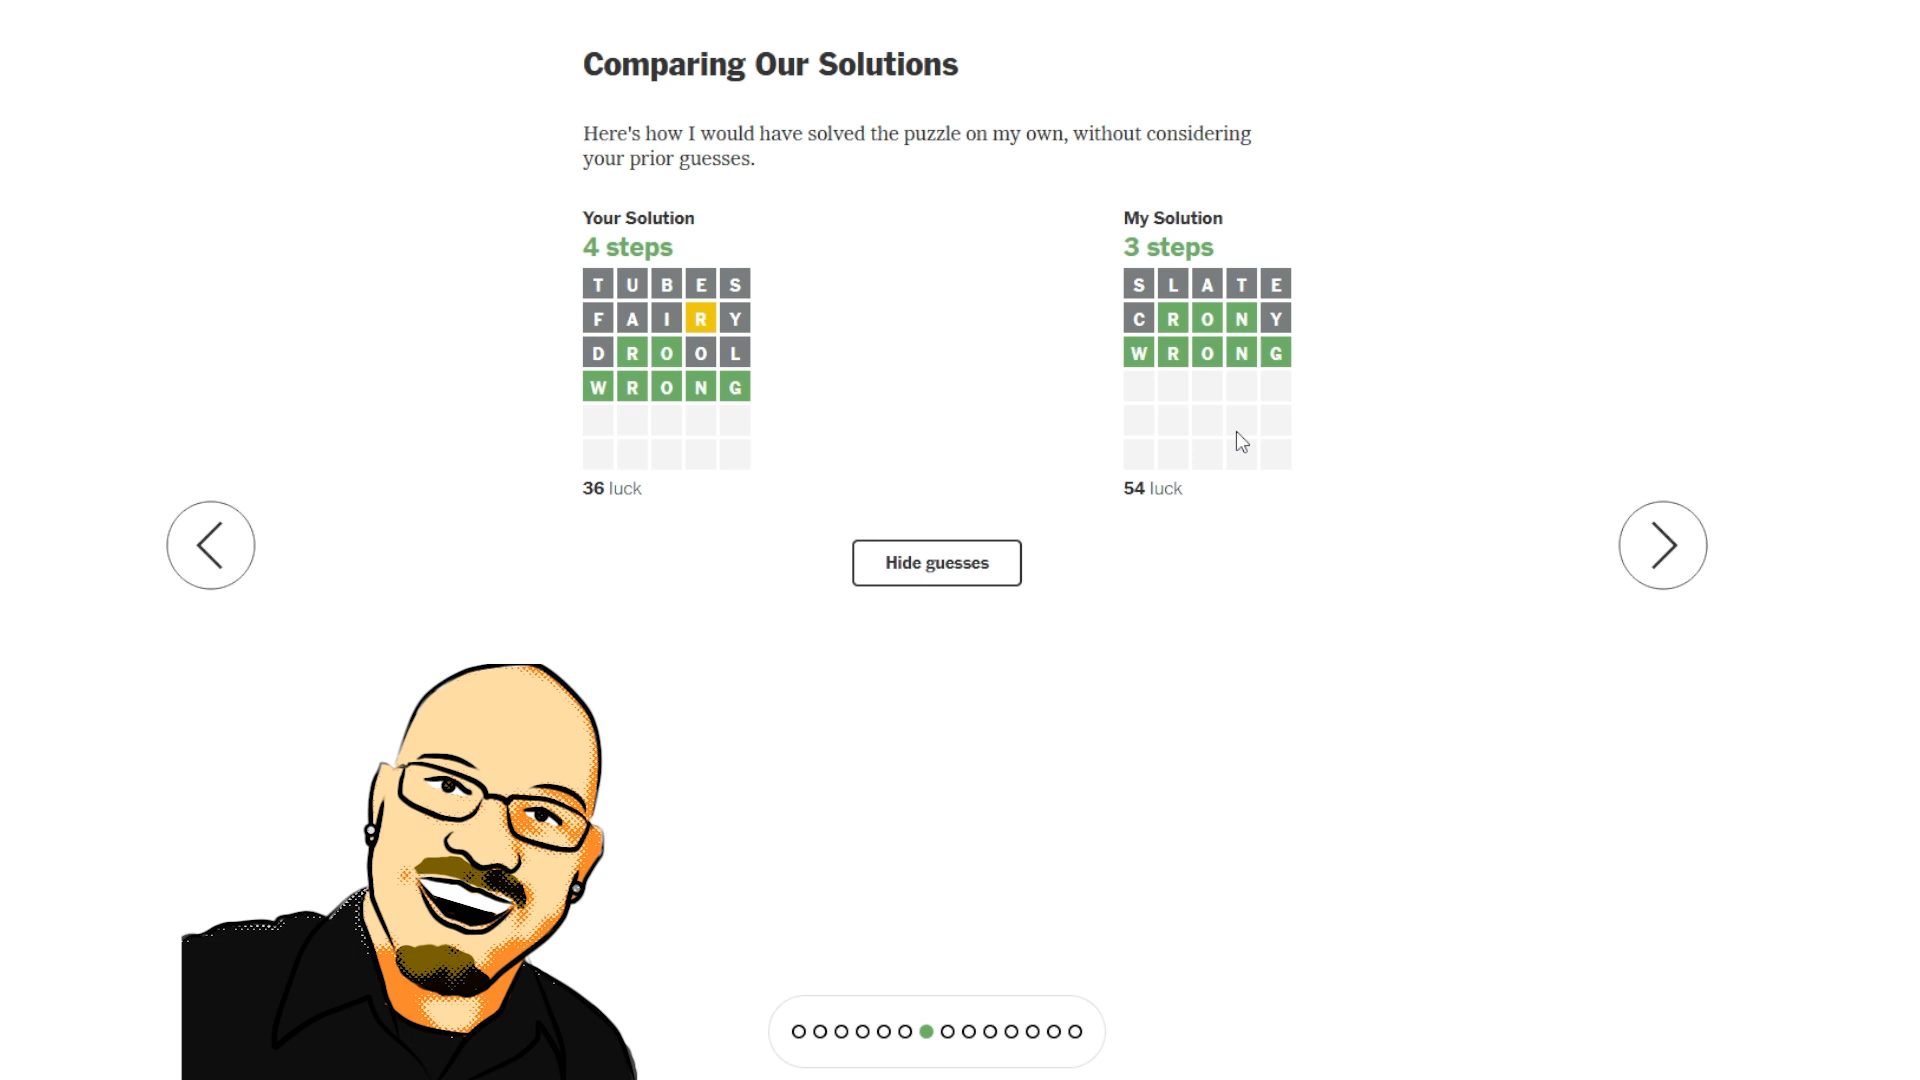 Comparing Our Solutions
Here's how I would have solved the puzzle on my own, without considering
your prior guesses.
Your Solution
4 steps
TUBES
FAIRY
DROOL
WRONG
36 luck
My Solution
3 steps
SLATE
CRONY
WRONG
54 luck
Hide guesses